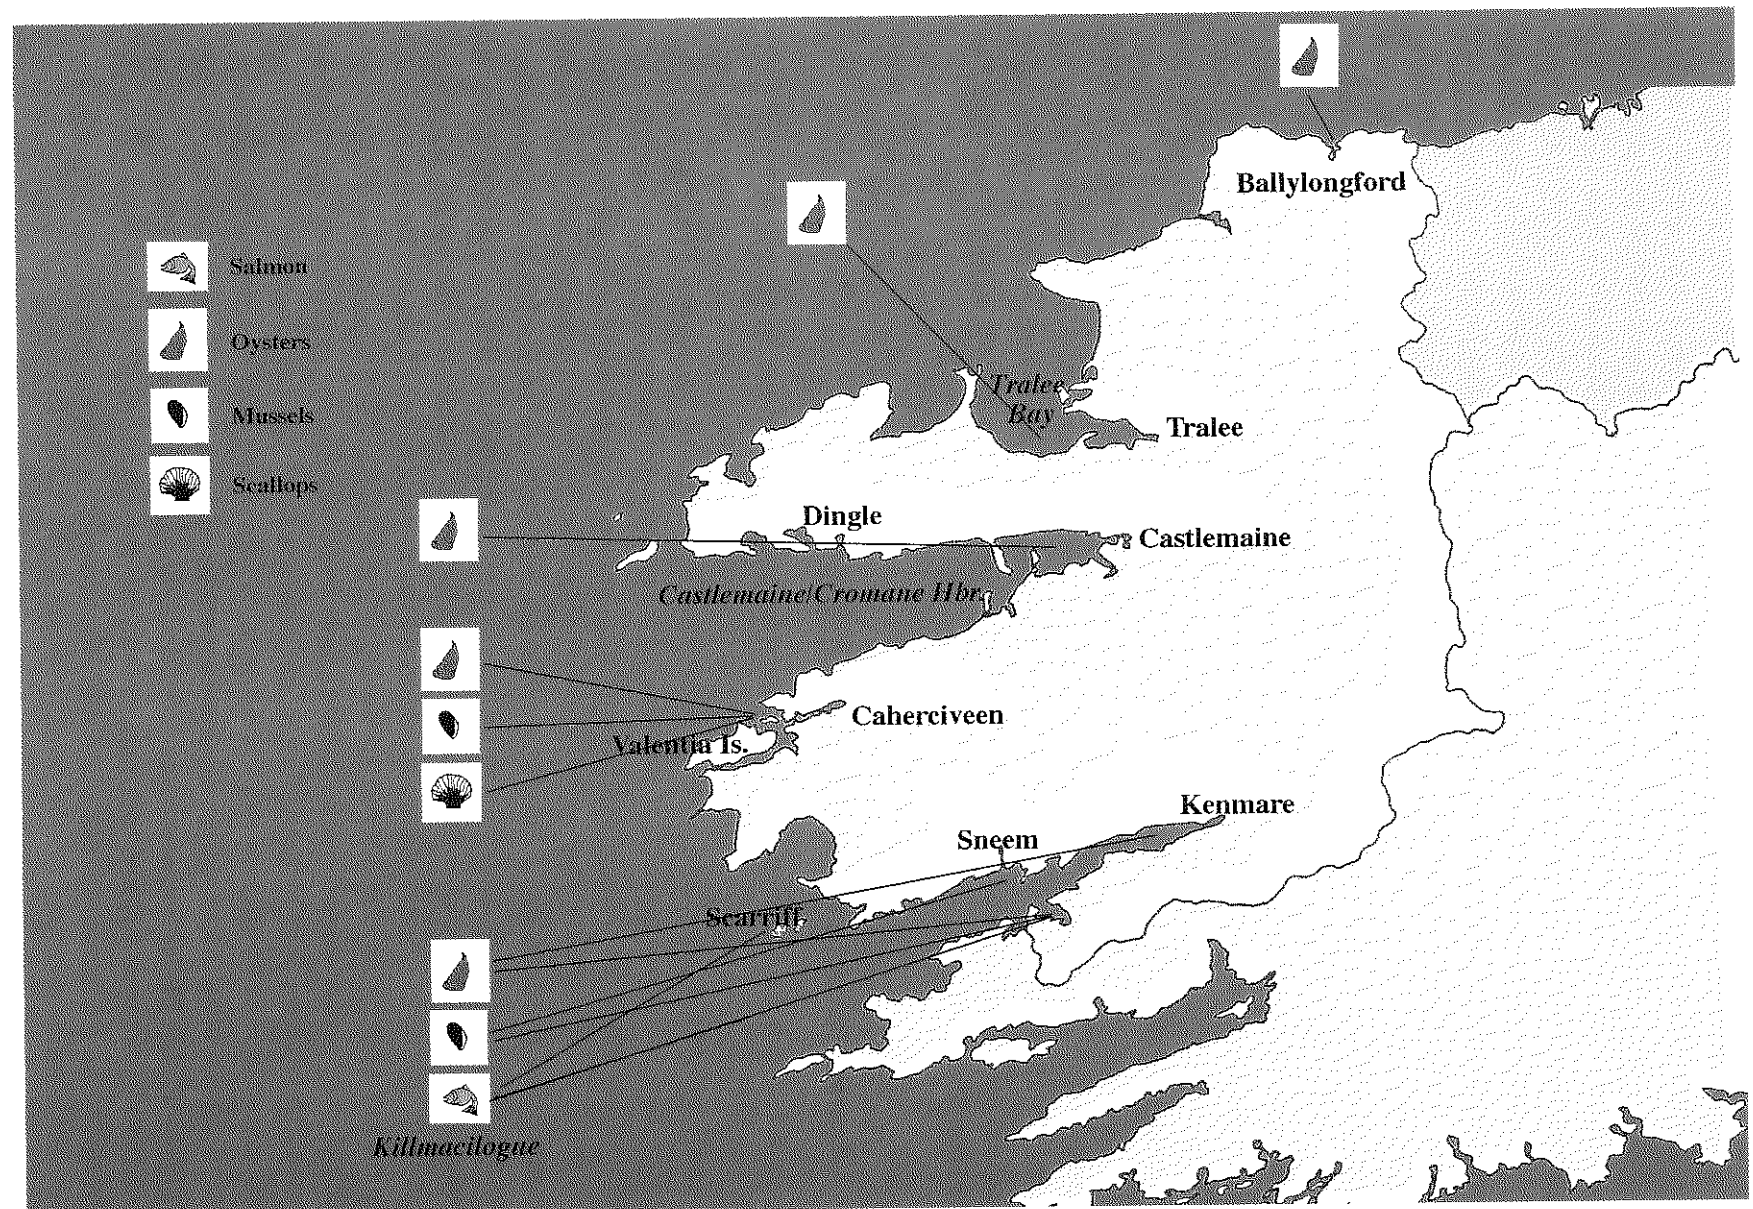 Ballylongford
Salmon
Oysters
Mussels
Scallops
Tralee
Bay
Tralee
Dingle
Castlemaine
Castlemaine/Cromane Hbr.
Caherciveen
Valentia Is.
Kenmare
Sneem
Scarriff
Killmacilogue